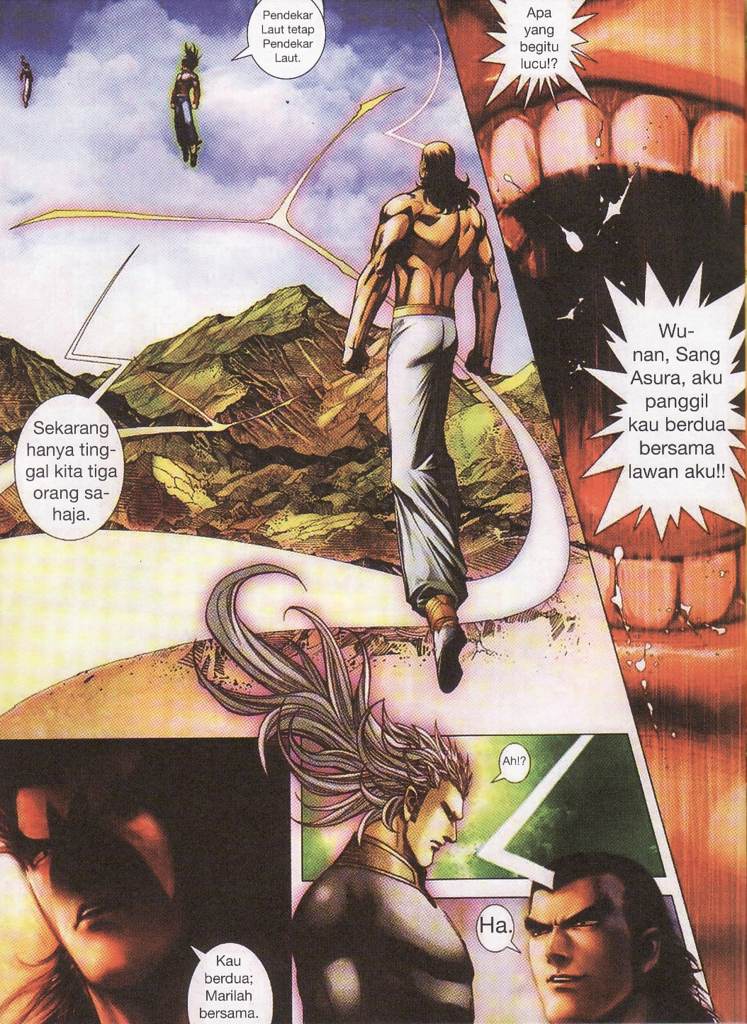 Pendekar
Laut tetap
Pendekar
Laut.
Apa
yang
begitu
lucu!?
Wu-
nan, Sang
Asura, aku
panggil
kau berdua
bersama
lawan aku!!
Sekarang
hanya ting-
gal kita tiga
orang sa-
haja.
Ah!?
Ha.
Kau
berdua;
Marilah
bersama.